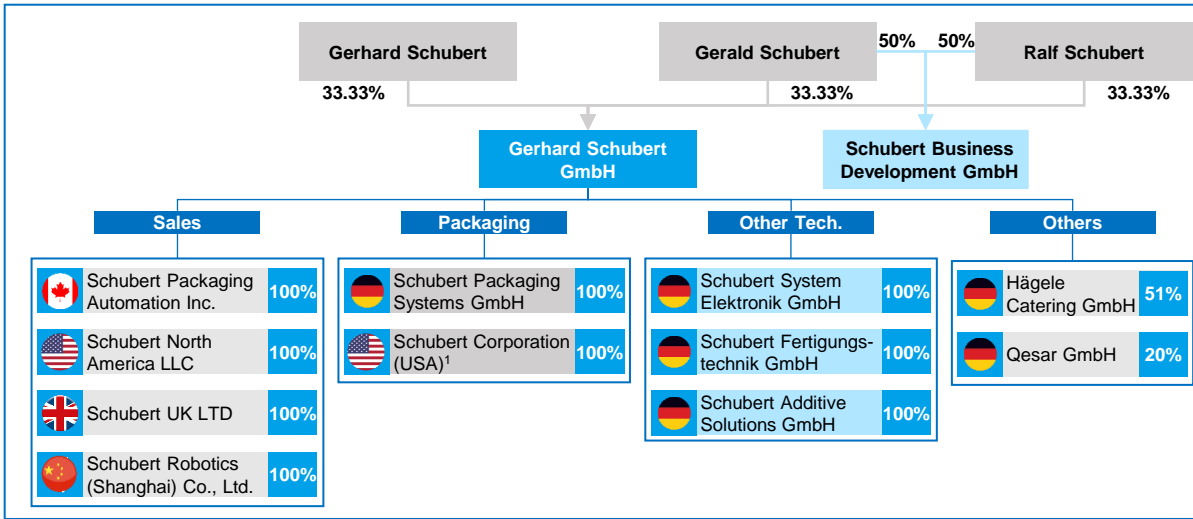 Gerhard Schubert
Gerald Schubert
50%
50%
Ralf Schubert
33.33%
33.33%
33.33%
Gerhard Schubert
GmbH
Schubert Business
Development GmbH
Sales
Packaging
Other Tech.
Others
Schubert Packaging
Automation Inc.
100%
Schubert North
America LLC
100%
Schubert UK LTD
100%
Schubert Robotics
(Shanghai) Co., Ltd.
100%
Schubert Packaging
Systems GmbH
100%
Schubert Corporation
(USA)¹
100%
Schubert System
Elektronik GmbH
100%
Schubert Fertigungs-
technik GmbH
100%
Schubert Additive
Solutions GmbH
100%
Hägele
Catering GmbH
51%
Qesar GmbH
20%